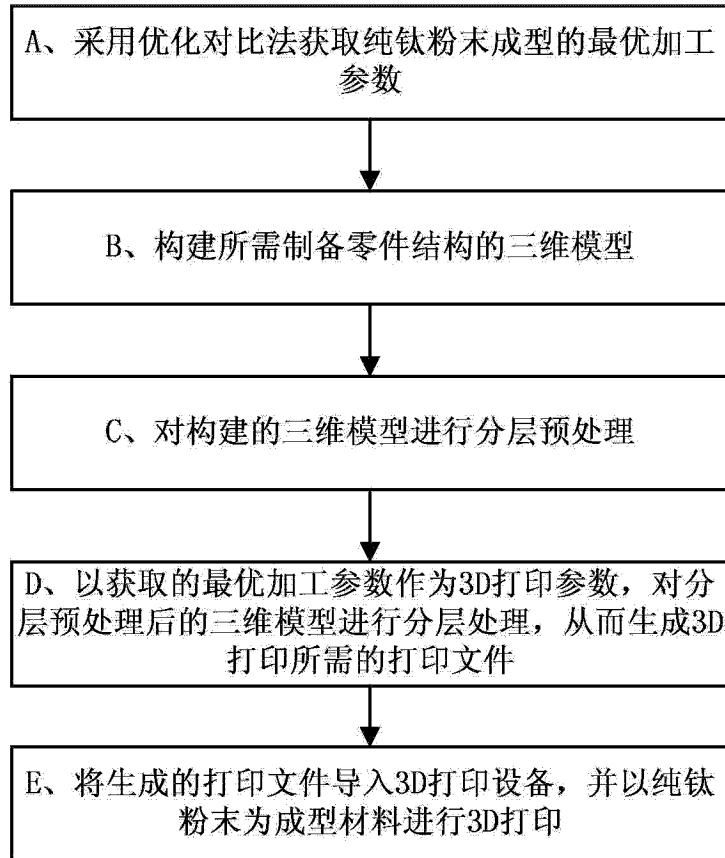 A、采用优化对比法获取纯钛粉末成型的最优加工
参数
B、构建所需制备零件结构的三维模型
C、对构建的三维模型进行分层预处理
D、以获取的最优加工参数作为3D打印参数，对分
层预处理后的三维模型进行分层处理，从而生成3D
打印所需的打印文件
E、将生成的打印文件导入3D打印设备，并以纯钛
粉末为成型材料进行3D打印